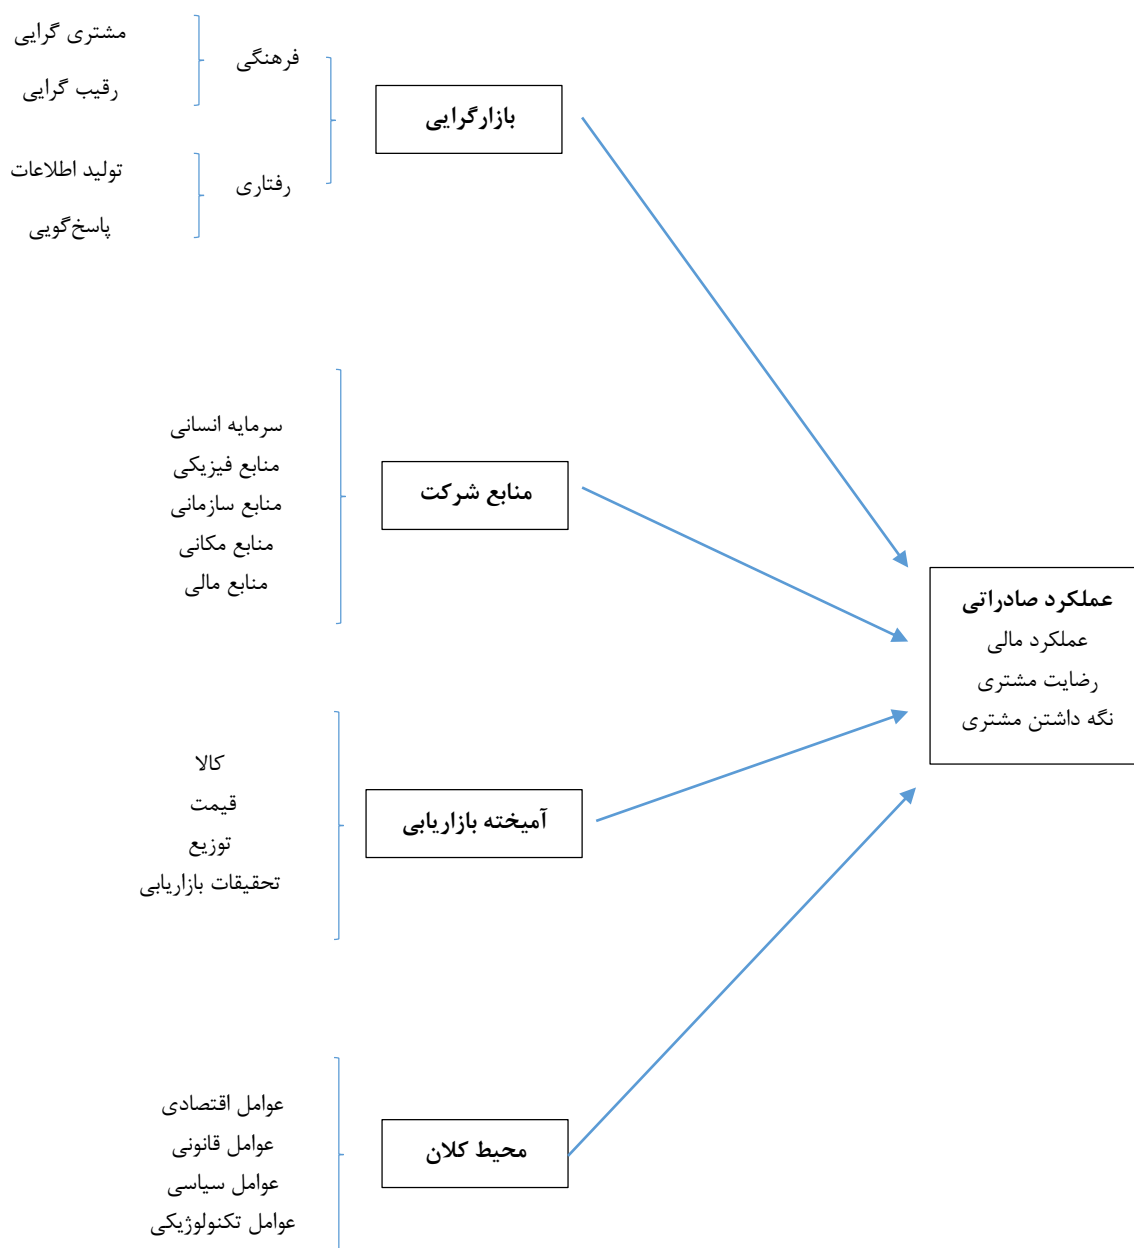 مشتری گرایی
فرهنگی
رقیب گرایی
بازارگرایی
تولید اطلاعات
رفتاری
پاسخ‌گویی
سرمایه انسانی
منابع فیزیکی
منابع شرکت
منابع سازمانی
منابع مکانی
منابع مالی
عملکرد صادراتی
عملکرد مالی
رضایت مشتری
نگه داشتن مشتری
کالا
قیمت
آمیخته بازاریابی
توزیع
تحقیقات بازاریابی
عوامل اقتصادی
عوامل قانونی
محیط کلان
عوامل سیاسی
عوامل تکنولوژیکی